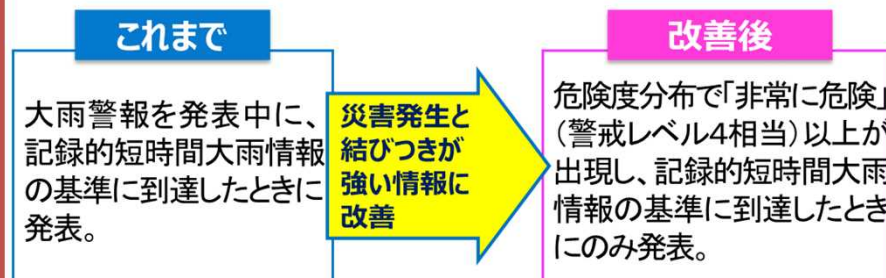 これまで
大雨警報を発表中に、
記録的短時間大雨情報
の基準に到達したときに
発表。
災害発生と
結びつきが
強い情報に
改善
改善後
危険度分布で「非常に危険」
（警戒レベル4相当）以上が
出現し、記録的短時間大雨
情報の基準に到達したとき
にのみ発表。